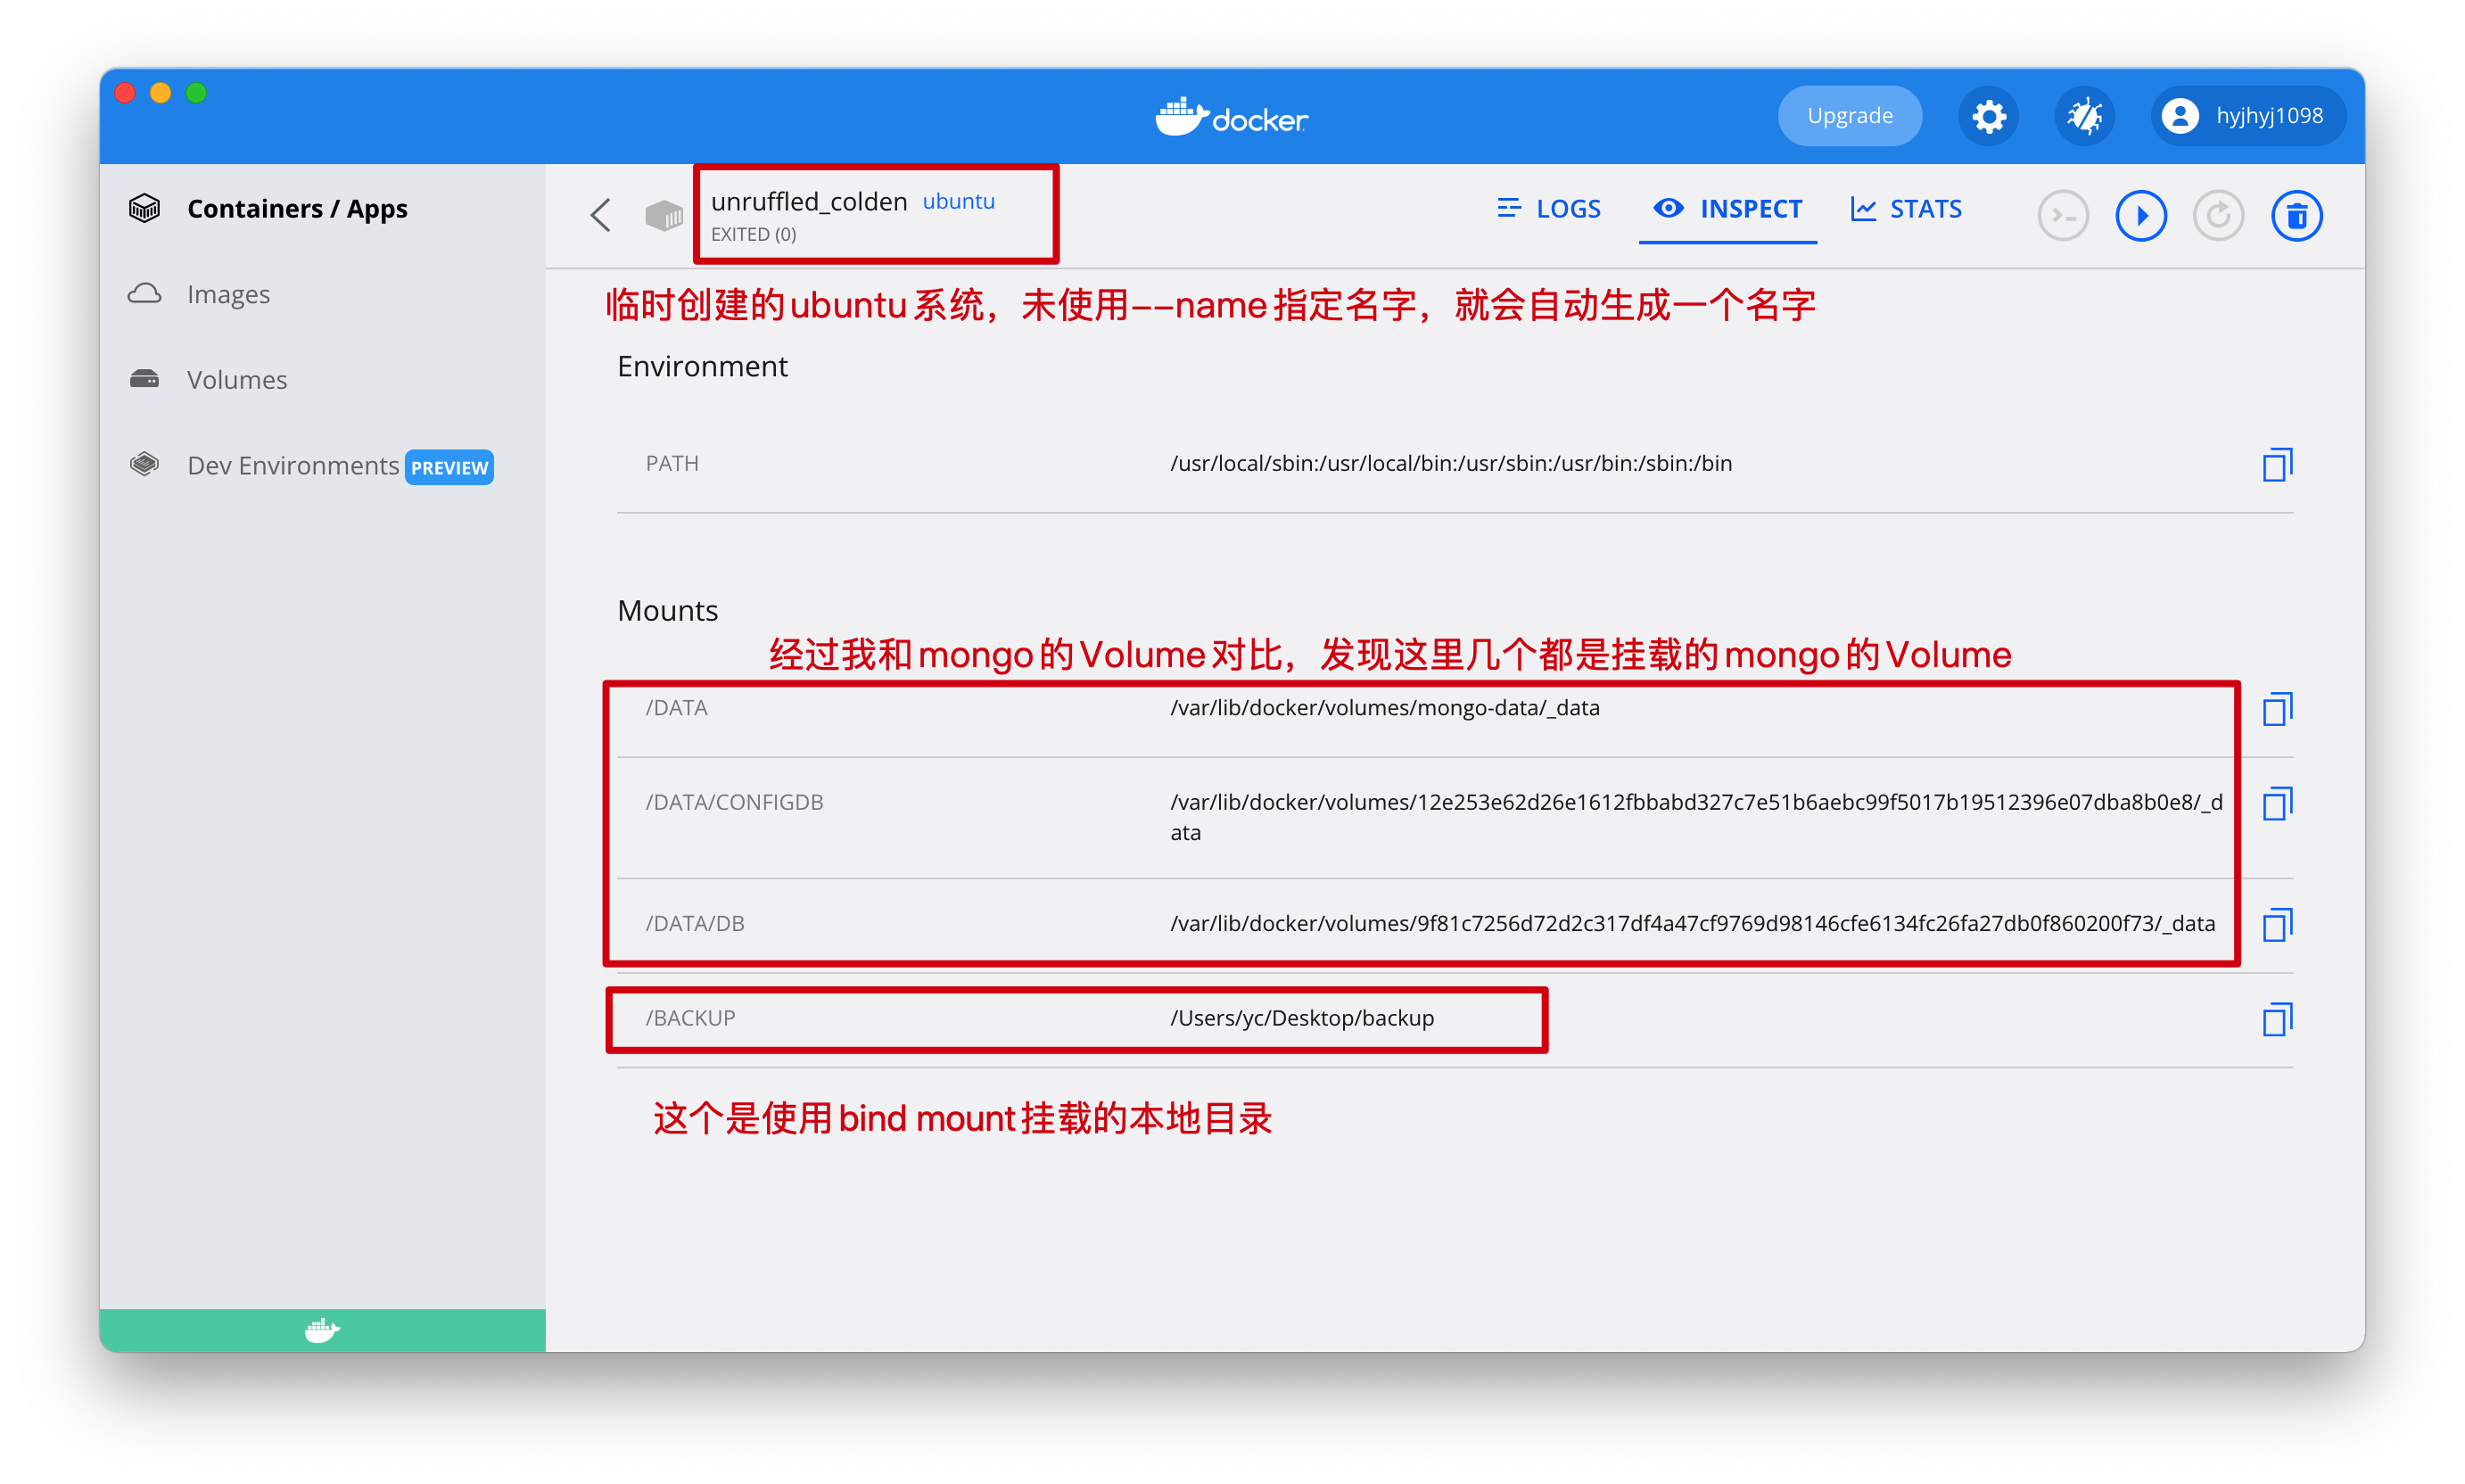 docker
Upgrade
hyjhyj1098
Containers / Apps
Images
Volumes
Dev Environments PREVIEW
unruffled_colden ubuntu
EXITED (0)
LOGS
INSPECT
STATS
临时创建的ubuntu系统，未使用--name指定名字，就会自动生成一个名字
Environment
PATH
/usr/local/sbin:/usr/local/bin:/usr/sbin:/usr/bin:/sbin:/bin
Mounts
经过我和mongo的Volume对比，发现这里几个都是挂载的mongo的Volume
/DATA
/var/lib/docker/volumes/mongo-data/_data
/DATA/CONFIGDB
/var/lib/docker/volumes/12e253e62d26e1612fbbabd327c7e51b6aebc99f5017b19512396e07dba8b0e8/_d
ata
/DATA/DB
/var/lib/docker/volumes/9f81c7256d72d2c317df4a47cf9769d98146cfe6134fc26fa27db0f860200f73/_data
/BACKUP
/Users/yc/Desktop/backup
这个是使用bind mount挂载的本地目录